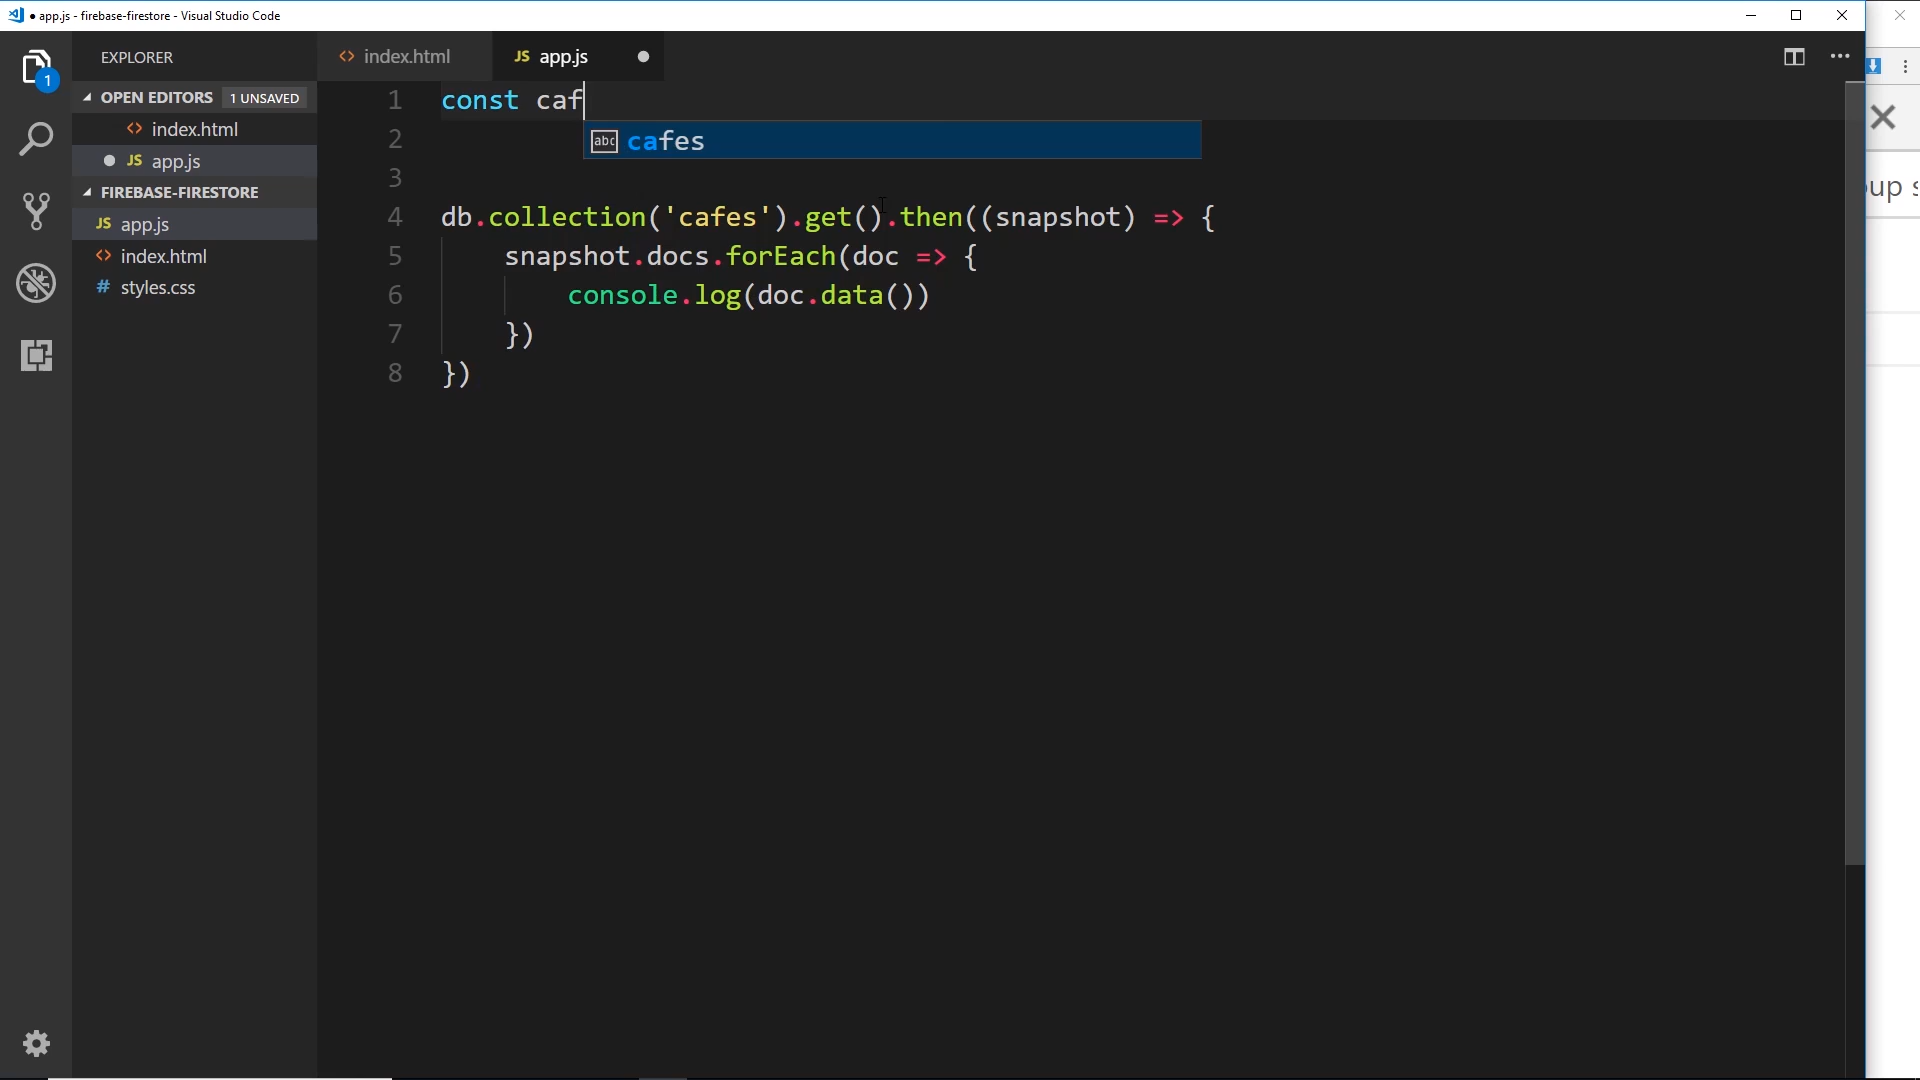 ● app.js - firebase-firestore - Visual Studio Code
EXPLORER
OPEN EDITORS 1 UNSAVED
index.html
JS app.js
FIREBASE-FIRESTORE
JS app.js
index.html
# styles.css
1
index.html
JS app.js
1 const caf
abc cafes
2
3
4 db.collection('cafes').get().then((snapshot) => {
5 snapshot.docs.forEach(doc => {
6 console.log(doc.data())
7 })
8 })